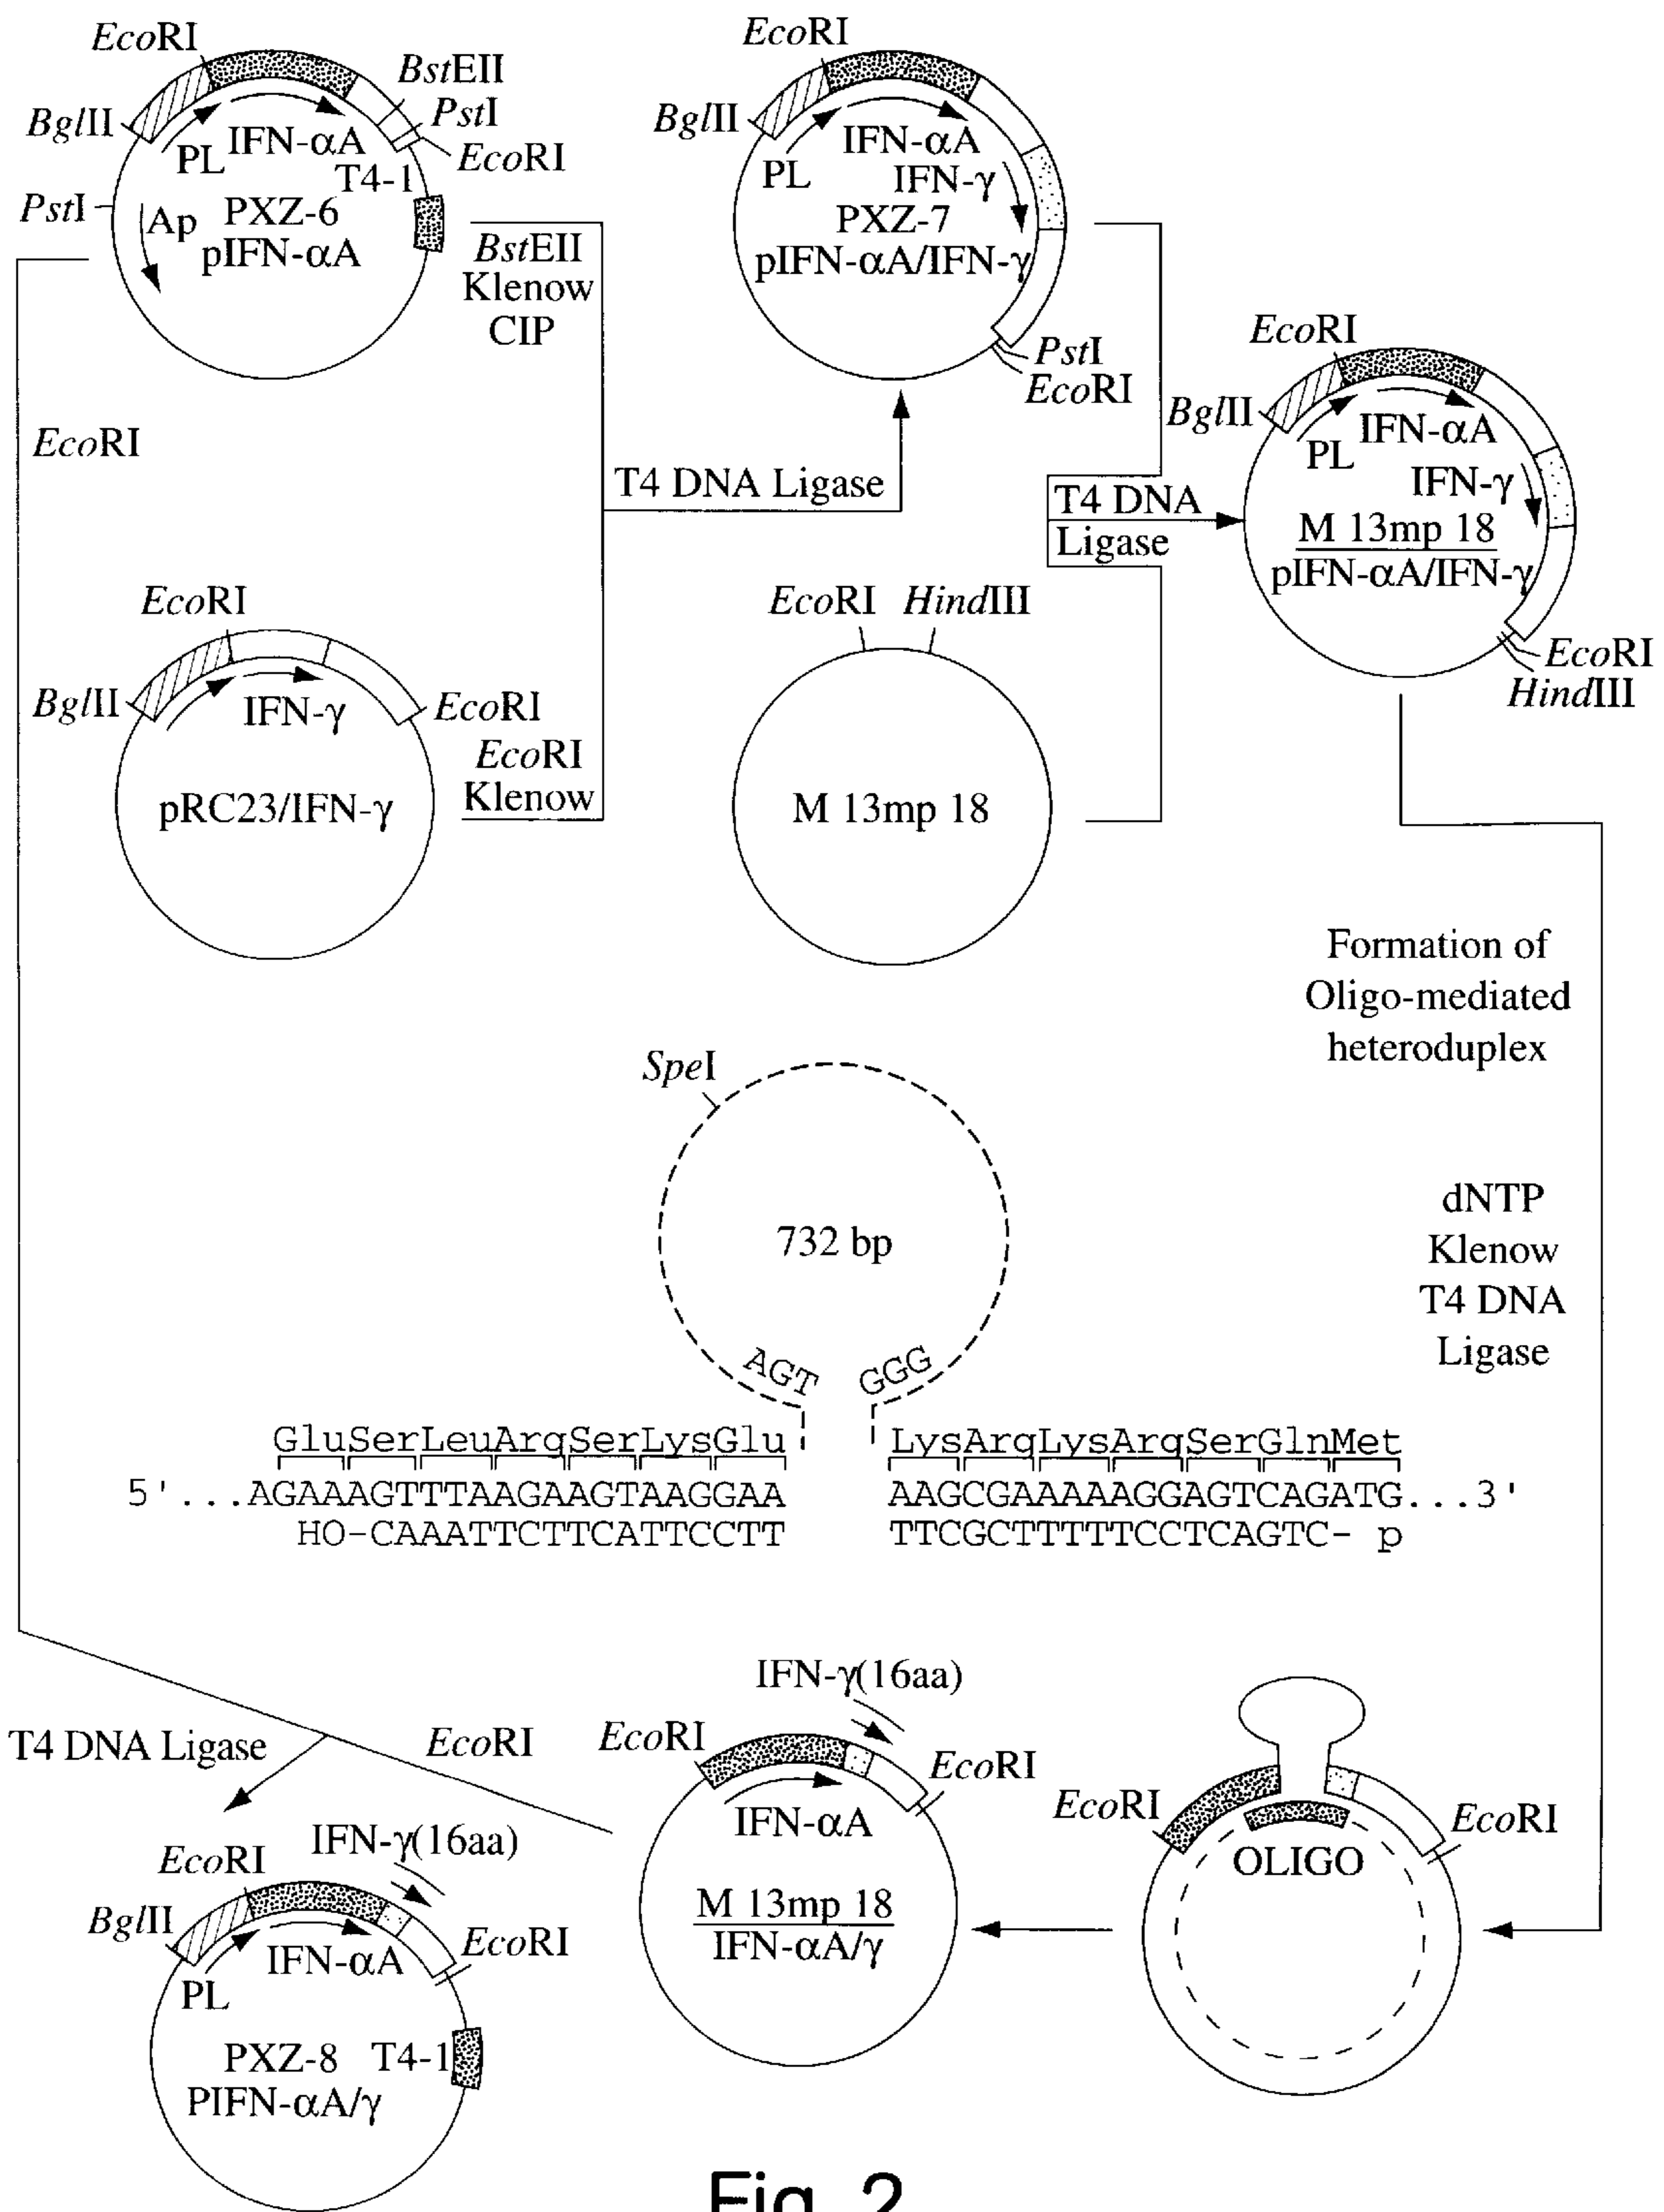 EcoRI
BstEII
PstI
EcoRI
BglII
PL
IFN-αA
T4-1
PstI
Ap
PXZ-6
pIFN-αA
BstEII
Klenow
CIP
EcoRI
EcoRI
BglII
PL
IFN-αA
IFN-γ
PXZ-7
pIFN-αA/IFN-γ
PstI
EcoRI
T4 DNA Ligase
EcoRI
BglII
IFN-γ
EcoRI
EcoRI
Klenow
pRC23/IFN-γ
EcoRI HindIII
M 13mp 18
T4 DNA
Ligase
EcoRI
BglII
PL
IFN-αA
IFN-γ
M 13mp 18
pIFN-αA/IFN-γ
EcoRI
HindIII
Formation of
Oligo-mediated
heteroduplex
SpeI
732 bp
dNTP
Klenow
T4 DNA
Ligase
AGT GGG
GluSerLeuArgSerLysGlu LysArgLysArgSerGlnMet
5'...AGAAAGTTTAAGAAGTAAGGAA AAGCGAAAAAGGAGTCAGATG...3'
HO-CAAATTCTTCATTCCTT TTCGCTTTTTCCTCAGTC- p
T4 DNA Ligase
EcoRI
IFN-γ(16aa)
EcoRI
EcoRI
IFN-αA
M 13mp 18
IFN-αA/γ
EcoRI
EcoRI
OLIGO
IFN-γ(16aa)
EcoRI
BglII
EcoRI
IFN-αA
PL
PXZ-8
T4-1
PIFN-αA/γ
Fig. 2